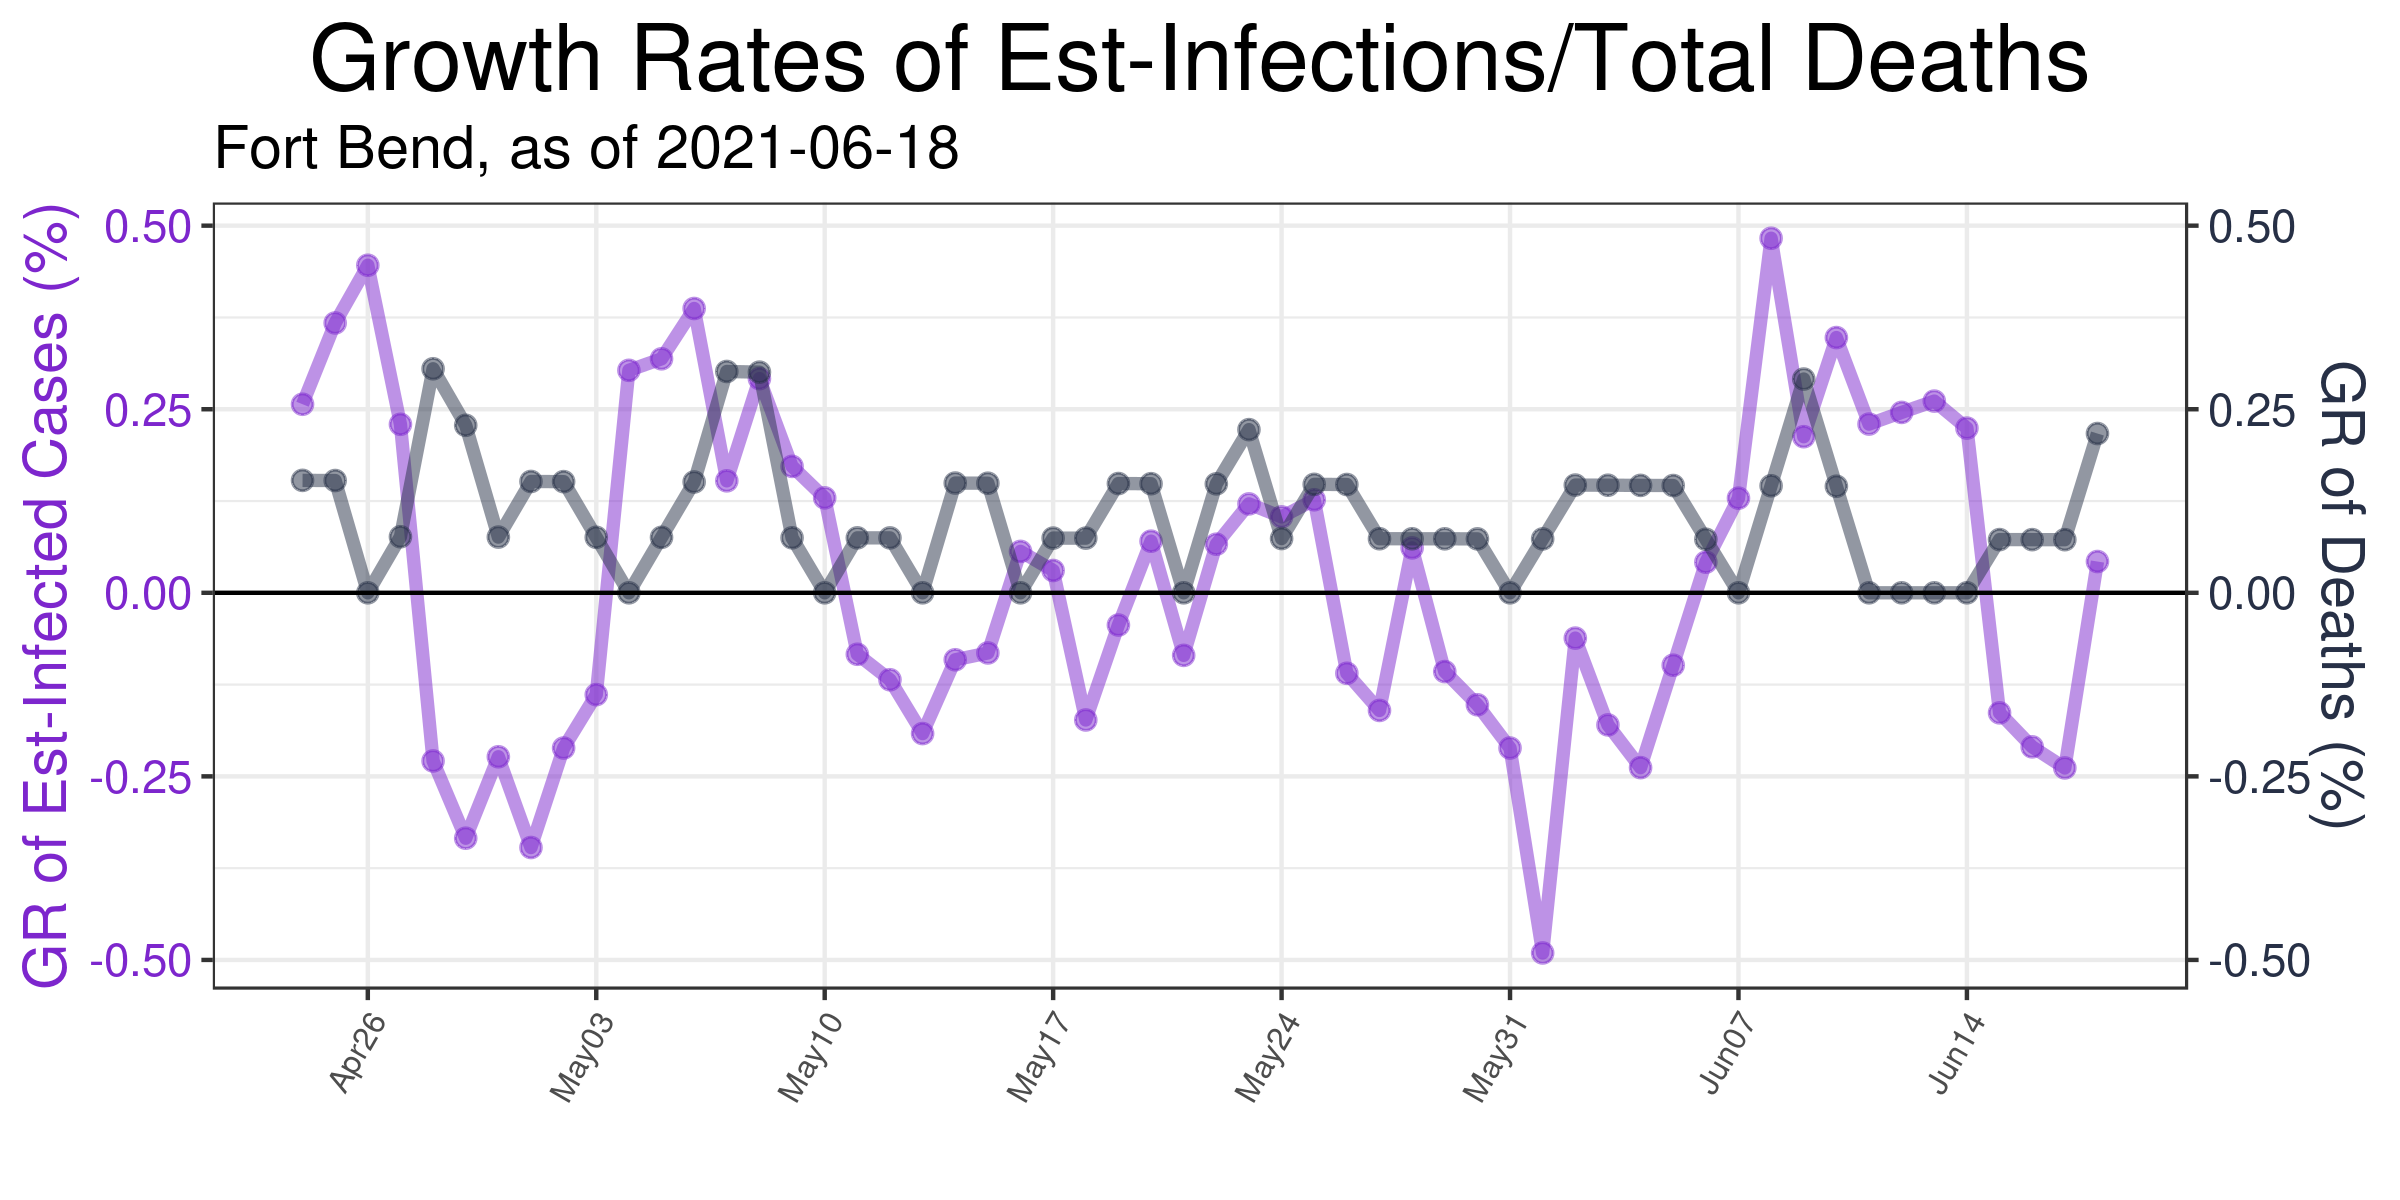 Growth Rates of Est-Infections/Total Deaths
Fort Bend, as of 2021-06-18
GR of Est-Infected Cases (%)
0.50
0.25
0.00
-0.25
-0.50
0.50
0.25
0.00
-0.25
-0.50
GR of Deaths (%)
Apr26
May03
May10
May17
May24
May31
Jun07
Jun14